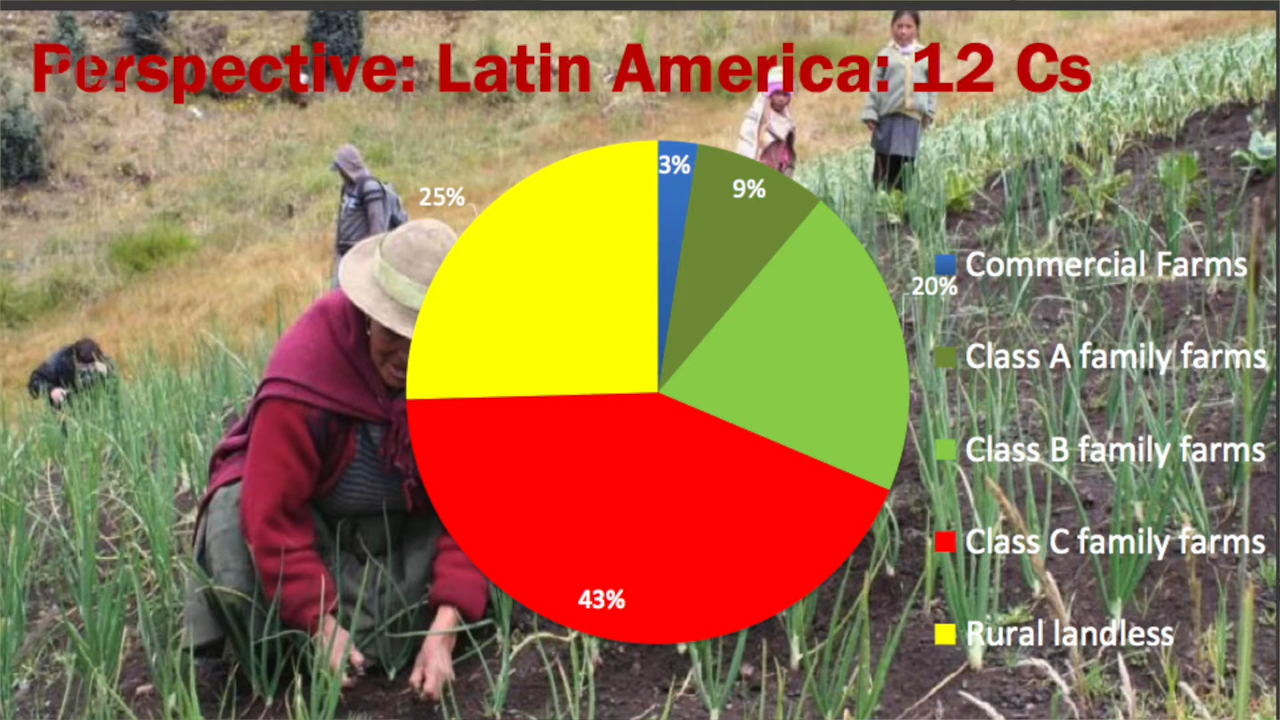 Perspective: Latin America: 12 Cs
3%
9%
25%
20%
43%
Commercial Farms
Class A family farms
Class B family farms
Class C family farms
Rural landless